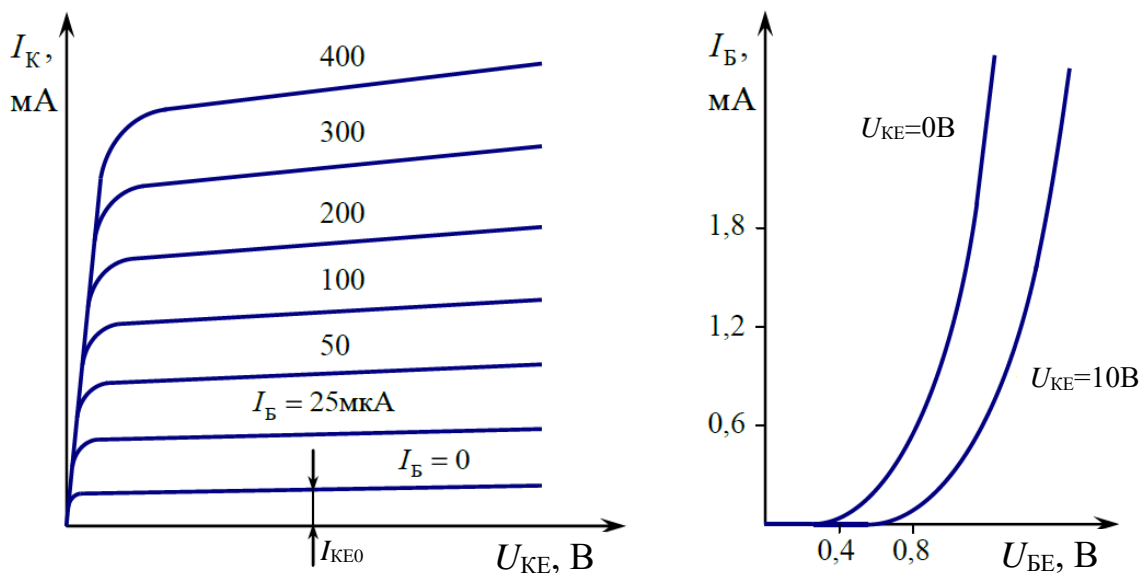 I_К,
мА
400
300
200
100
50
I_Б = 25мкА
I_Б = 0
I_КЕ0
U_КЕ, В
I_Б,
мА
U_КЕ=0В
1,8
1,2
U_КЕ=10В
0,6
0,4
0,8
U_БЕ, В